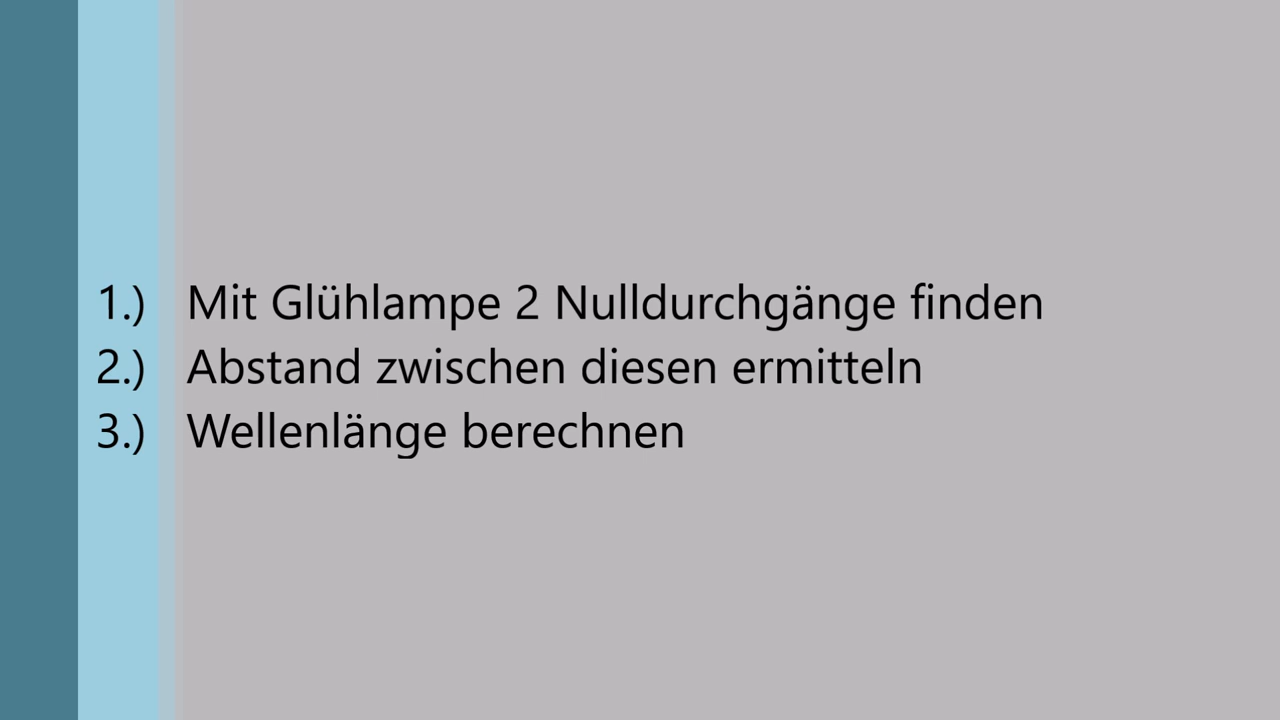 1.) Mit Glühlampe 2 Nulldurchgänge finden
2.) Abstand zwischen diesen ermitteln
3.) Wellenlänge berechnen